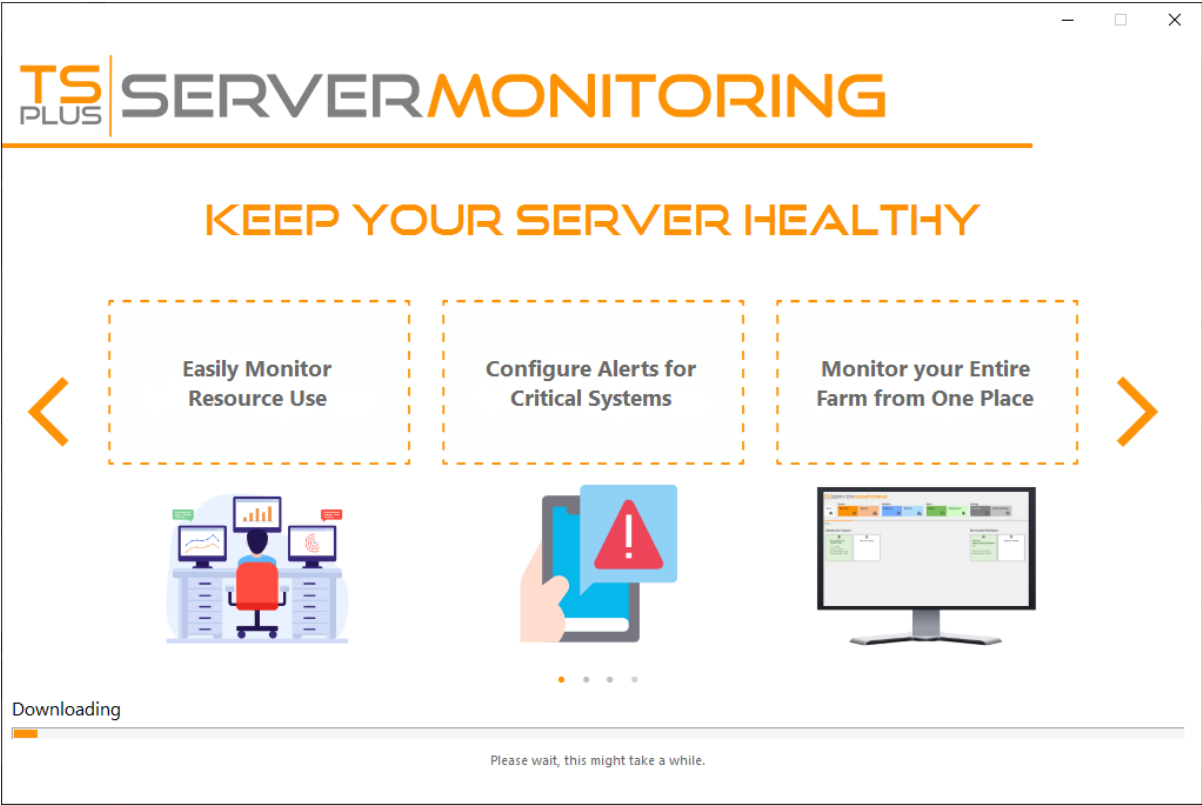 TS PLUS SERVERMONITORING
KEEP YOUR SERVER HEALTHY
Easily Monitor
Resource Use
Configure Alerts for
Critical Systems
Monitor your Entire
Farm from One Place
SERVERMONITORING
Downloading
Please wait, this might take a while.